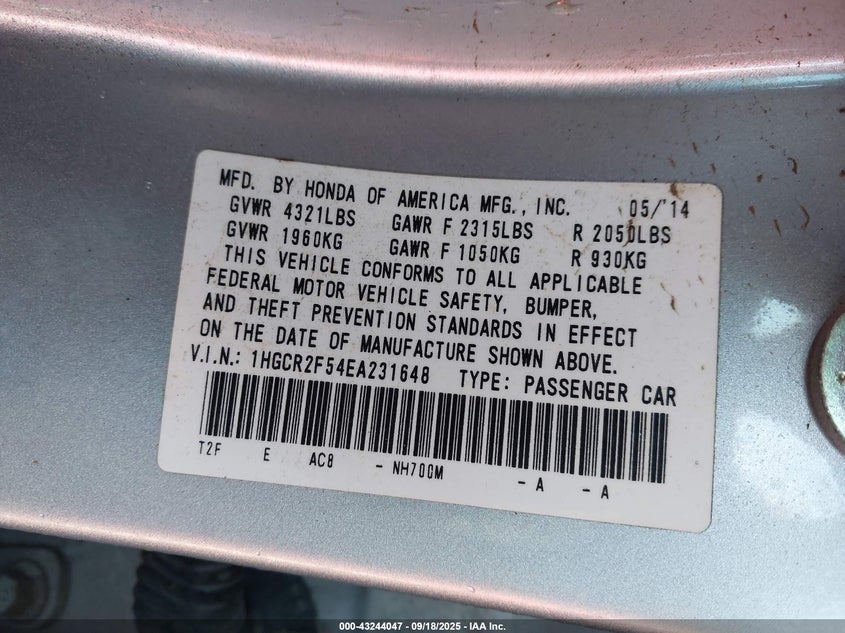 MFD. BY HONDA OF AMERICA MFG., INC. 05/'14
GVWR 4321LBS GAWR F 2315LBS R 2050LBS
GVWR 1960KG GAWR F 1050KG R 930KG
THIS VEHICLE CONFORMS TO ALL APPLICABLE
FEDERAL MOTOR VEHICLE SAFETY, BUMPER,
AND THEFT PREVENTION STANDARDS IN EFFECT
ON THE DATE OF MANUFACTURE SHOWN ABOVE.
V.I.N.: 1HGCR2F54EA231648 TYPE: PASSENGER CAR
T2F E AC8 - NH700M - A - A
000-43244047 - 09/18/2025 - IAA Inc.